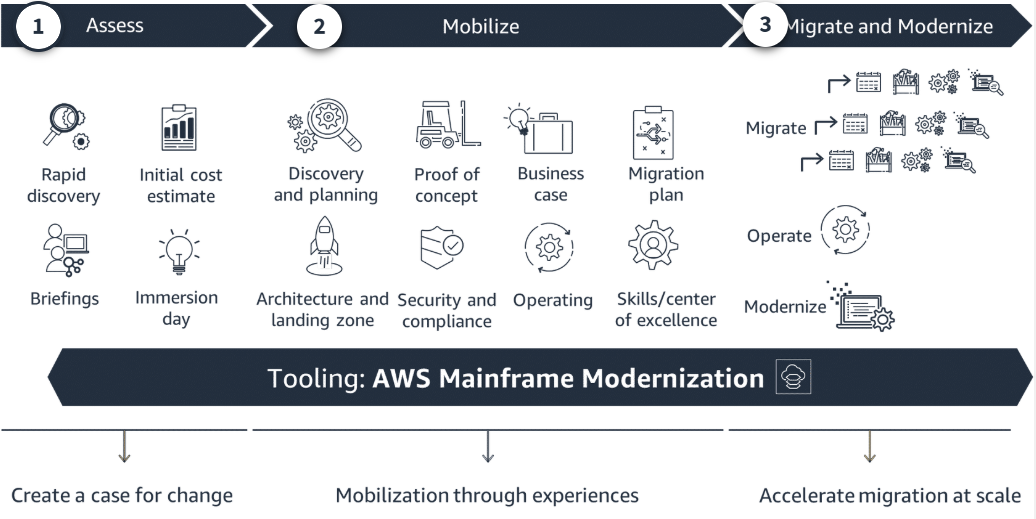 1
Assess
2
Mobilize
3
Migrate and Modernize
Rapid
discovery
Initial cost
estimate
Discovery
and planning
Proof of
concept
Business
case
Migration
plan
Migrate
Briefings
Immersion
day
Architecture and
landing zone
Security and
compliance
Operating
Skills/center
of excellence
Operate
Modernize
Tooling: AWS Mainframe Modernization
Create a case for change
Mobilization through experiences
Accelerate migration at scale